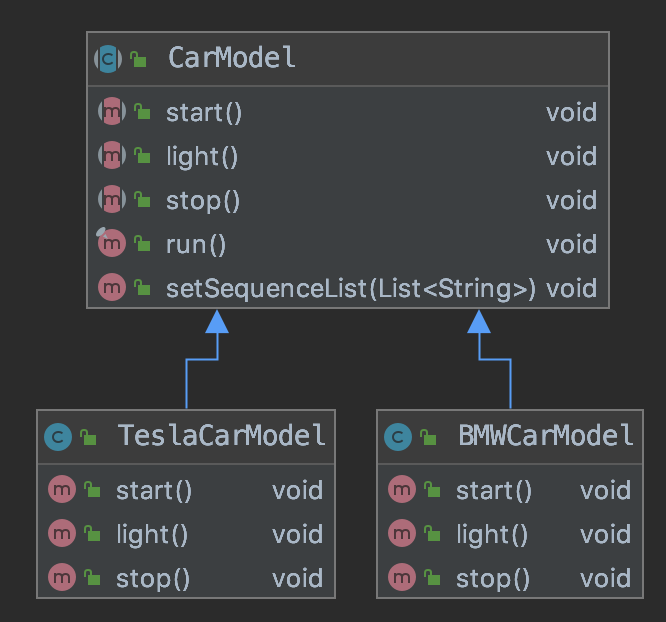 CarModel
start() void
light() void
stop() void
run() void
setSequenceList(List<String>) void
TeslaCarModel
start() void
light() void
stop() void
BMWCarModel
start() void
light() void
stop() void